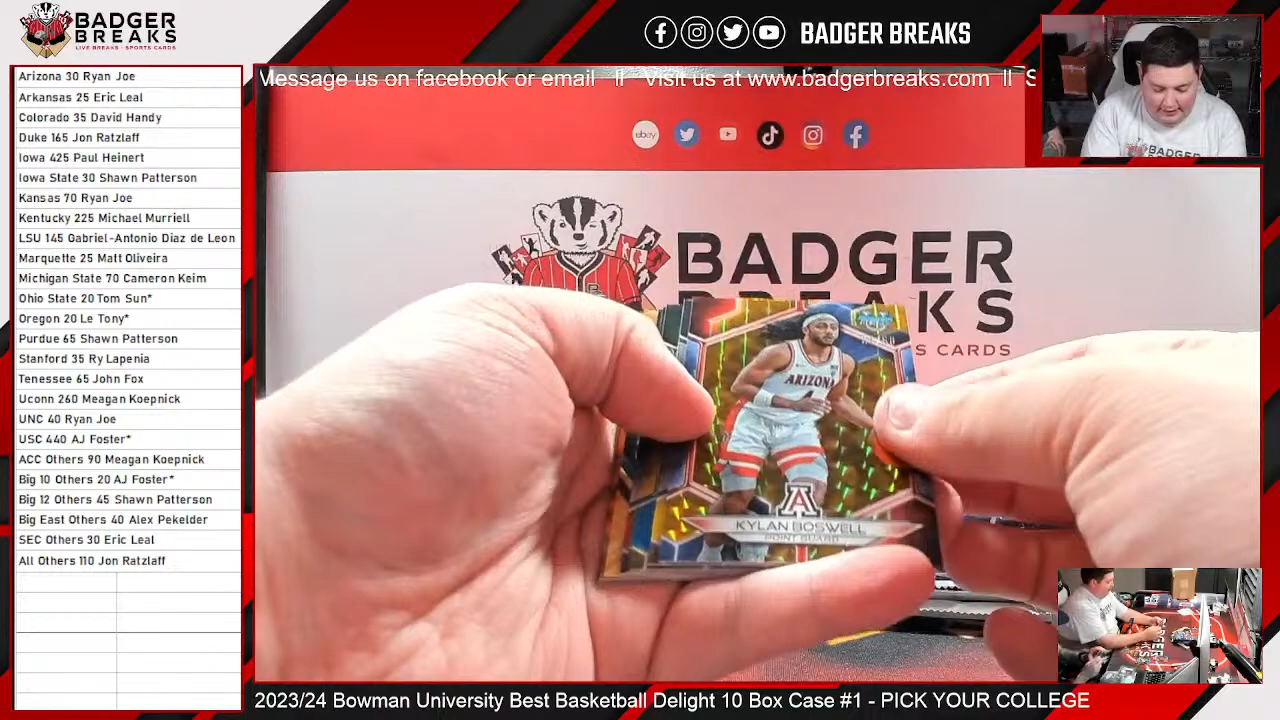 BADGER
BREAKS
LIVE BREAKS - SPORTS CARDS
BADGER BREAKS
Message us on facebook or email II Visit us at www.badgerbreaks.com II S
Arizona 30 Ryan Joe
Arkansas 25 Eric Leal
Colorado 35 David Handy
Duke 165 Jon Ratzlaff
Iowa 425 Paul Heinert
Iowa State 30 Shawn Patterson
Kansas 70 Ryan Joe
Kentucky 225 Michael Murriell
LSU 145 Gabriel-Antonio Diaz de Leon
Marquette 25 Matt Oliveira
Michigan State 70 Cameron Keim
Ohio State 20 Tom Sun*
Oregon 20 Le Tony*
Purdue 65 Shawn Patterson
Stanford 35 Ry Lapenia
Tenessee 65 John Fox
Uconn 260 Meagan Koepnick
UNC 40 Ryan Joe
USC 440 AJ Foster*
ACC Others 90 Meagan Koepnick
Big 10 Others 20 AJ Foster*
Big 12 Others 45 Shawn Patterson
Big East Others 40 Alex Pekelder
SEC Others 30 Eric Leal
All Others 110 Jon Ratzlaff
ebay
BADGER
BREAKS
S CARDS
ARIZONA
4
A
KYLAN BOSWELL
POINT GUARD
BADGER
BADGER
BREAKS
2023/24 Bowman University Best Basketball Delight 10 Box Case #1 - PICK YOUR COLLEGE